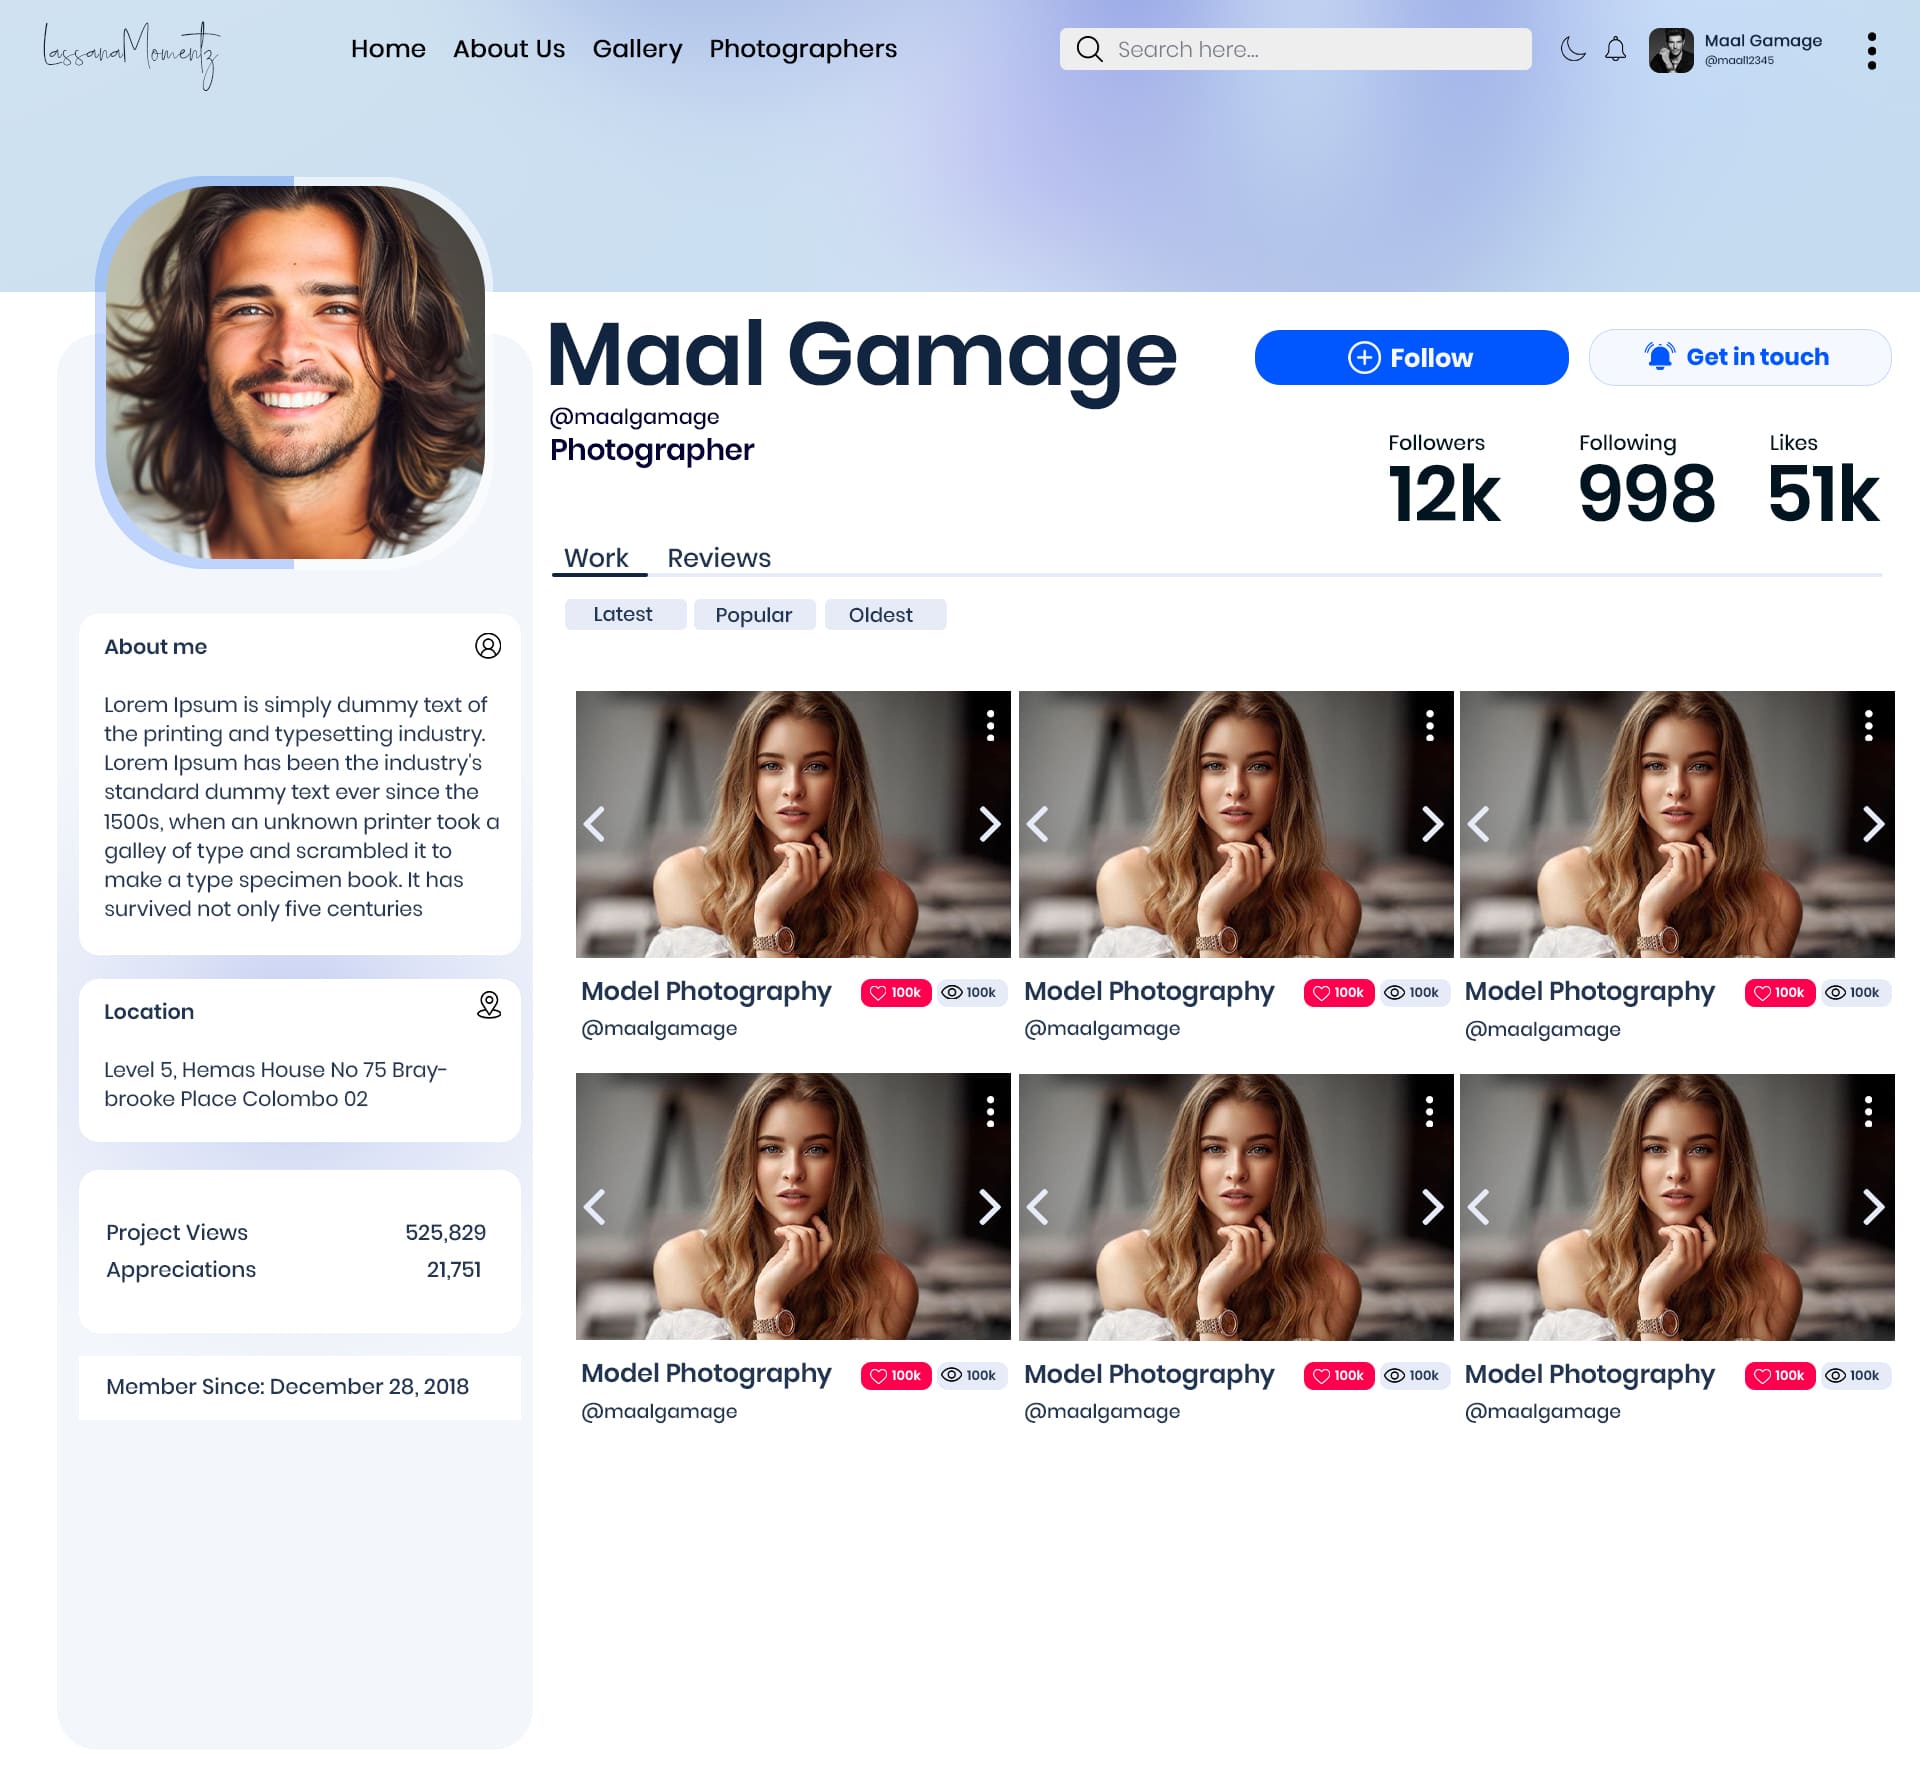 LassanaMomentz
Home About Us Gallery Photographers
Search here...
Maal Gamage
@maal12345
Maal Gamage
@maalgamage
Photographer
Follow
Get in touch
Followers Following Likes
12k 998 51k
Work Reviews
Latest Popular Oldest
About me
Lorem Ipsum is simply dummy text of
the printing and typesetting industry.
Lorem Ipsum has been the industry's
standard dummy text ever since the
1500s, when an unknown printer took a
galley of type and scrambled it to
make a type specimen book. It has
survived not only five centuries
Location
Level 5, Hemas House No 75 Bray-
brooke Place Colombo 02
Project Views 525,829
Appreciations 21,751
Member Since: December 28, 2018
Model Photography 100k 100k
@maalgamage
Model Photography 100k 100k
@maalgamage
Model Photography 100k 100k
@maalgamage
Model Photography 100k 100k
@maalgamage
Model Photography 100k 100k
@maalgamage
Model Photography 100k 100k
@maalgamage